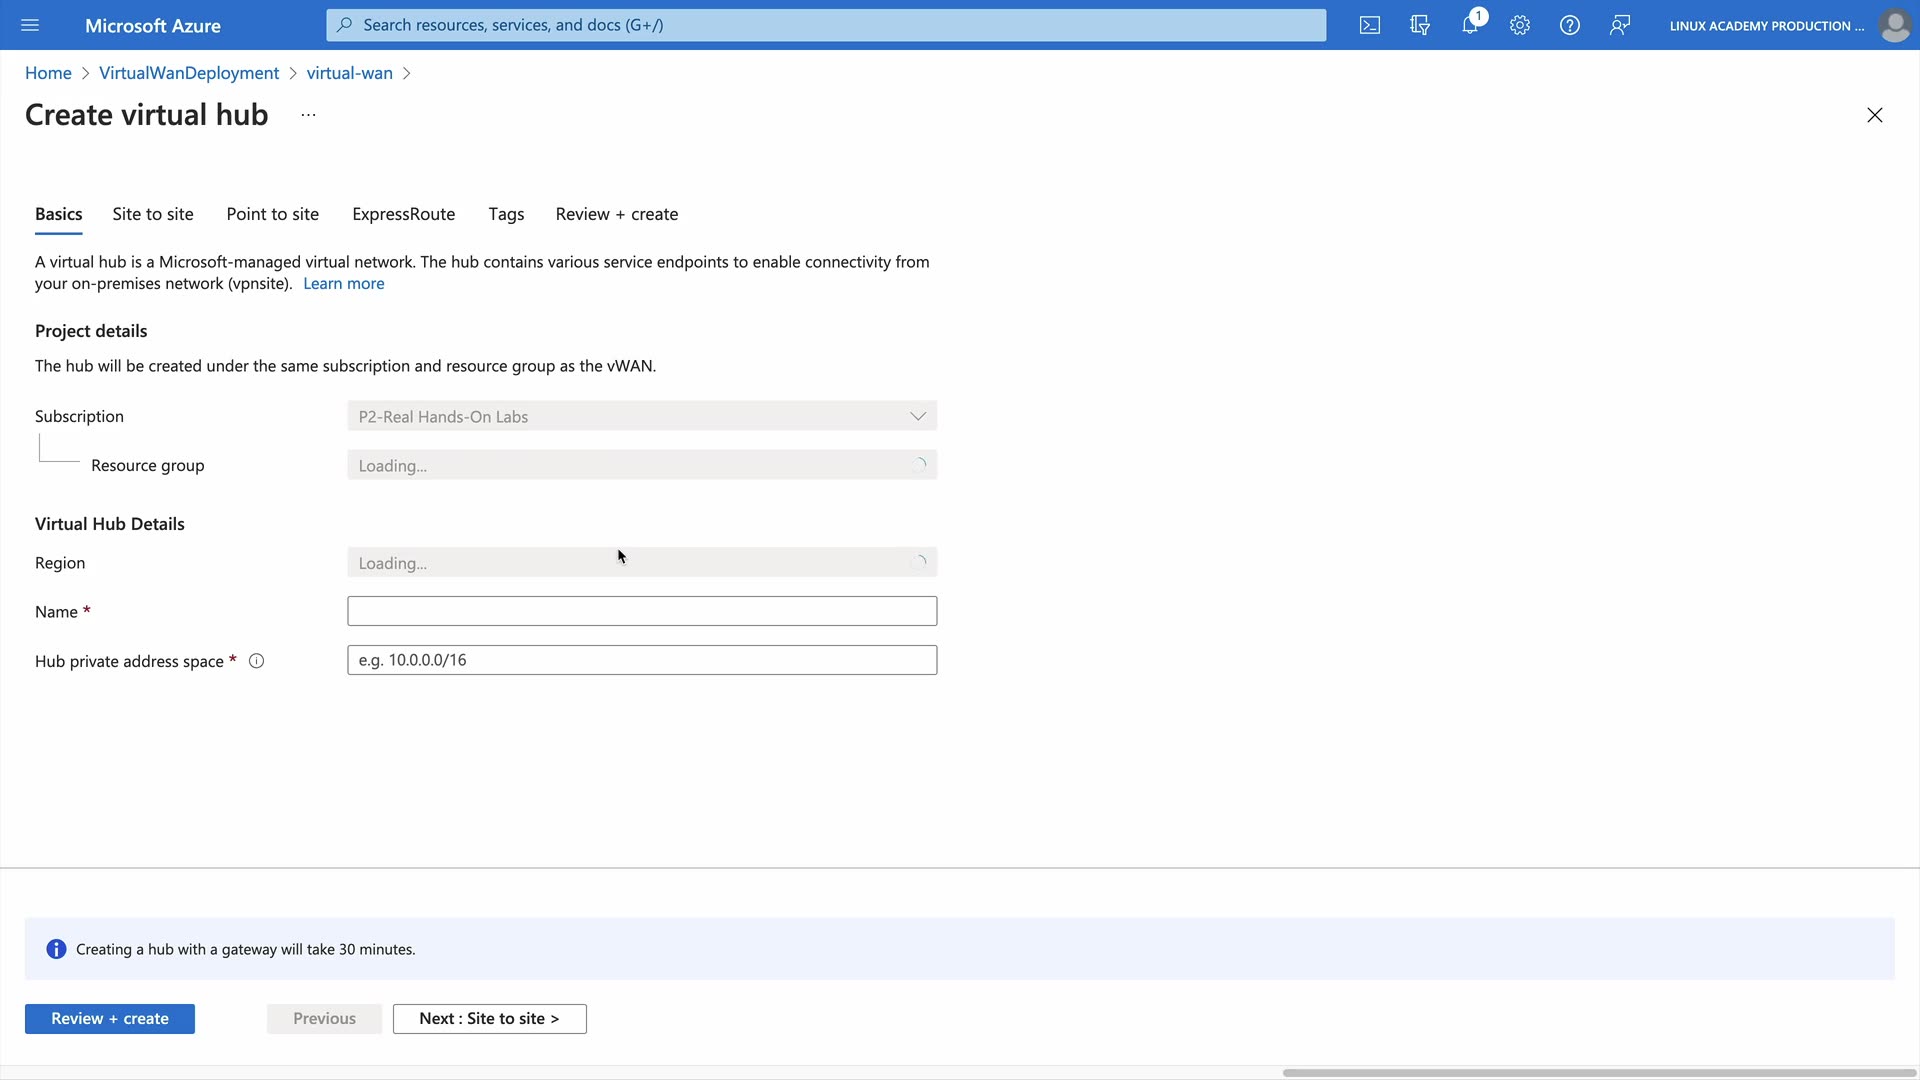 Microsoft Azure
Search resources, services, and docs (G+/)
1
LINUX ACADEMY PRODUCTION ...
Home > VirtualWanDeployment > virtual-wan >
Create virtual hub ...
Basics Site to site Point to site ExpressRoute Tags Review + create
A virtual hub is a Microsoft-managed virtual network. The hub contains various service endpoints to enable connectivity from
your on-premises network (vpnsite). Learn more
Project details
The hub will be created under the same subscription and resource group as the vWAN.
Subscription P2-Real Hands-On Labs
Resource group Loading...
Virtual Hub Details
Region Loading...
Name *
Hub private address space * e.g. 10.0.0.0/16
Creating a hub with a gateway will take 30 minutes.
Review + create Previous Next : Site to site >